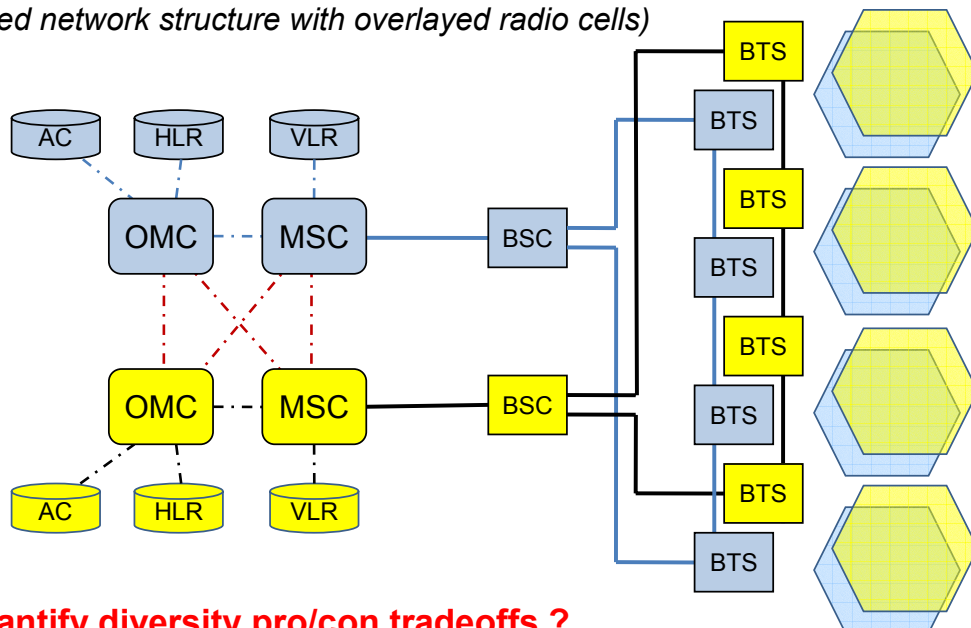 ed network structure with overlayed radio cells)
BTS
BTS
AC HLR VLR
BTS
OMC MSC BSC
BTS
BTS
OMC MSC BSC
BTS
BTS
AC HLR VLR
BTS
antify diversity pro/con tradeoffs ?